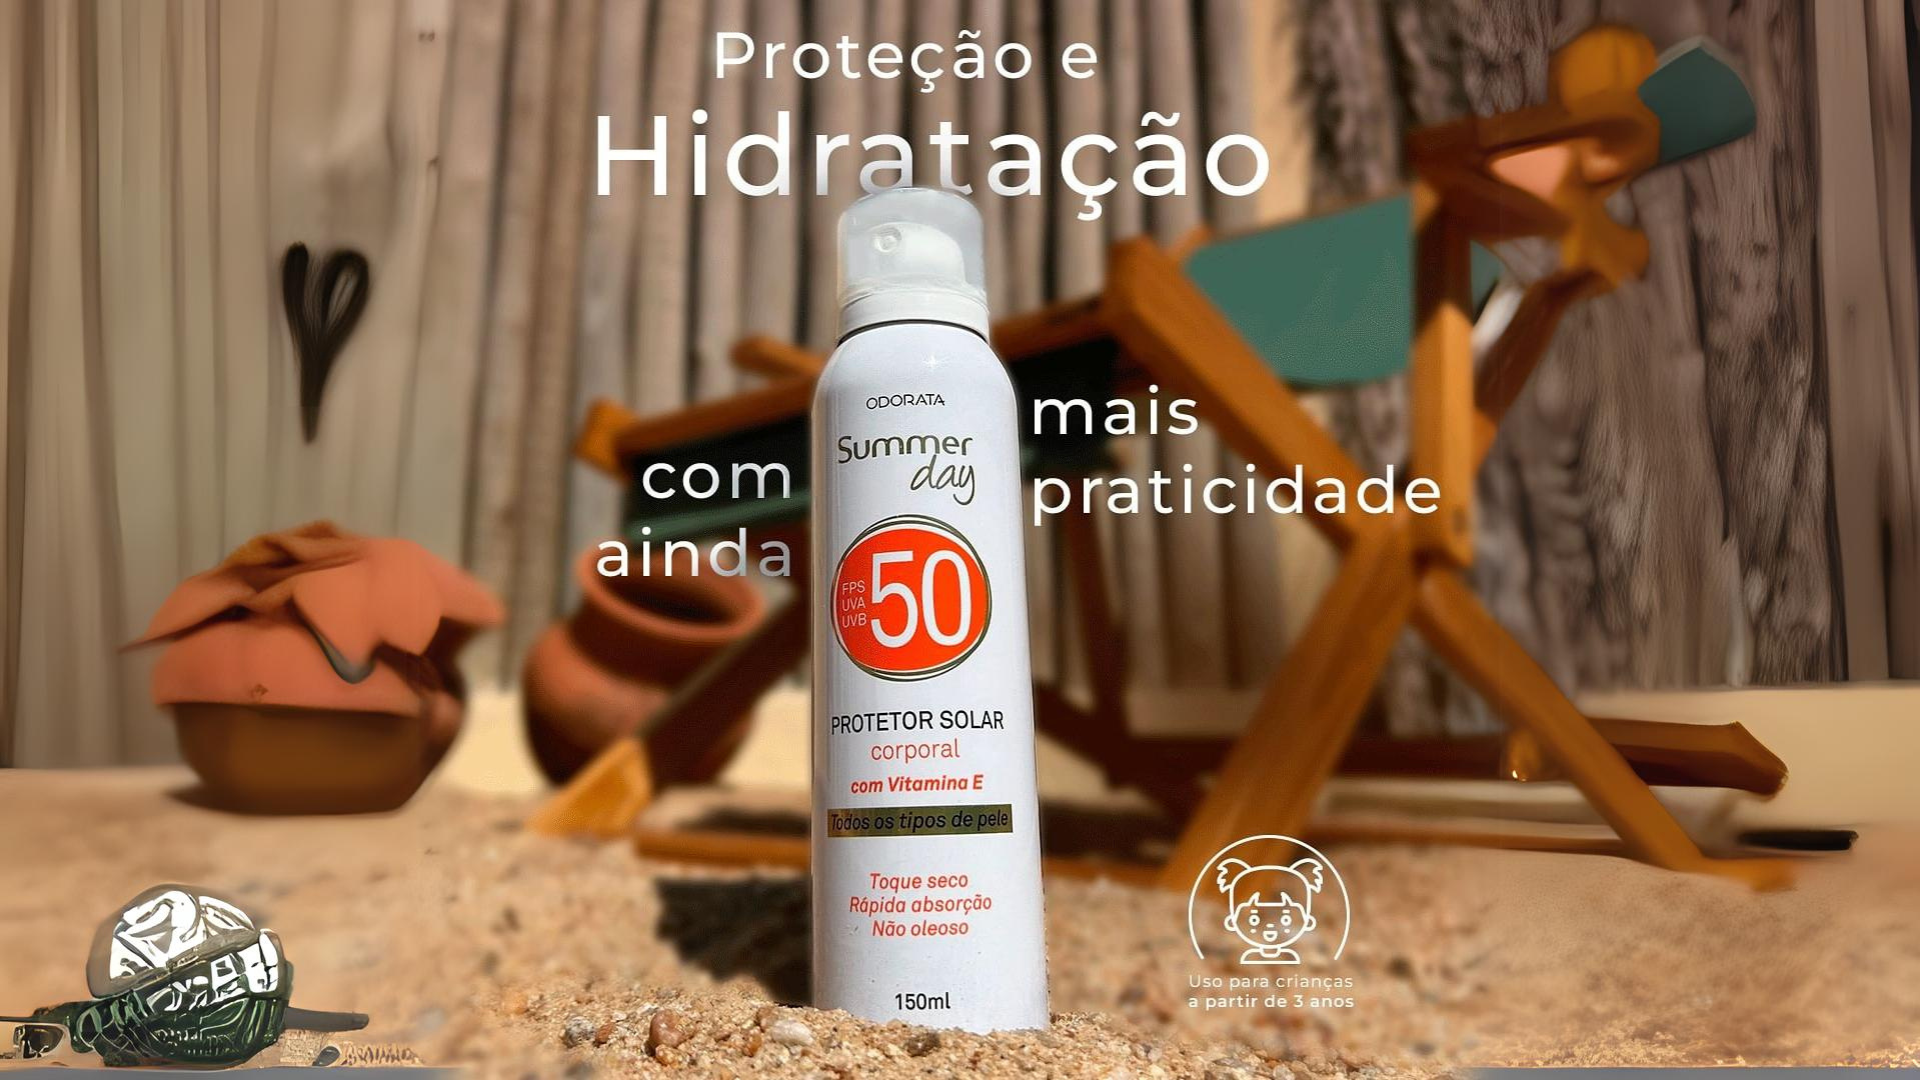 Proteção e
Hidratação
com
ainda
mais
praticidade
ODORATA
Summer
day
FPS
UVA
UVB
50
PROTETOR SOLAR
corporal
com Vitamina E
Todos os tipos de pele
Toque seco
Rápida absorção
Não oleoso
150ml
Uso para crianças
a partir de 3 anos